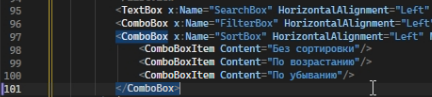 95 <TextBox x:Name="SearchBox" HorizontalAlignment="Left"
96 <ComboBox x:Name="FilterBox" HorizontalAlignment="Left"
97 <ComboBox x:Name="SortBox" HorizontalAlignment="Left"
98 <ComboBoxItem Content="Без сортировки"/>
99 <ComboBoxItem Content="По возрастанию"/>
100 <ComboBoxItem Content="По убыванию"/>
101 </ComboBox>